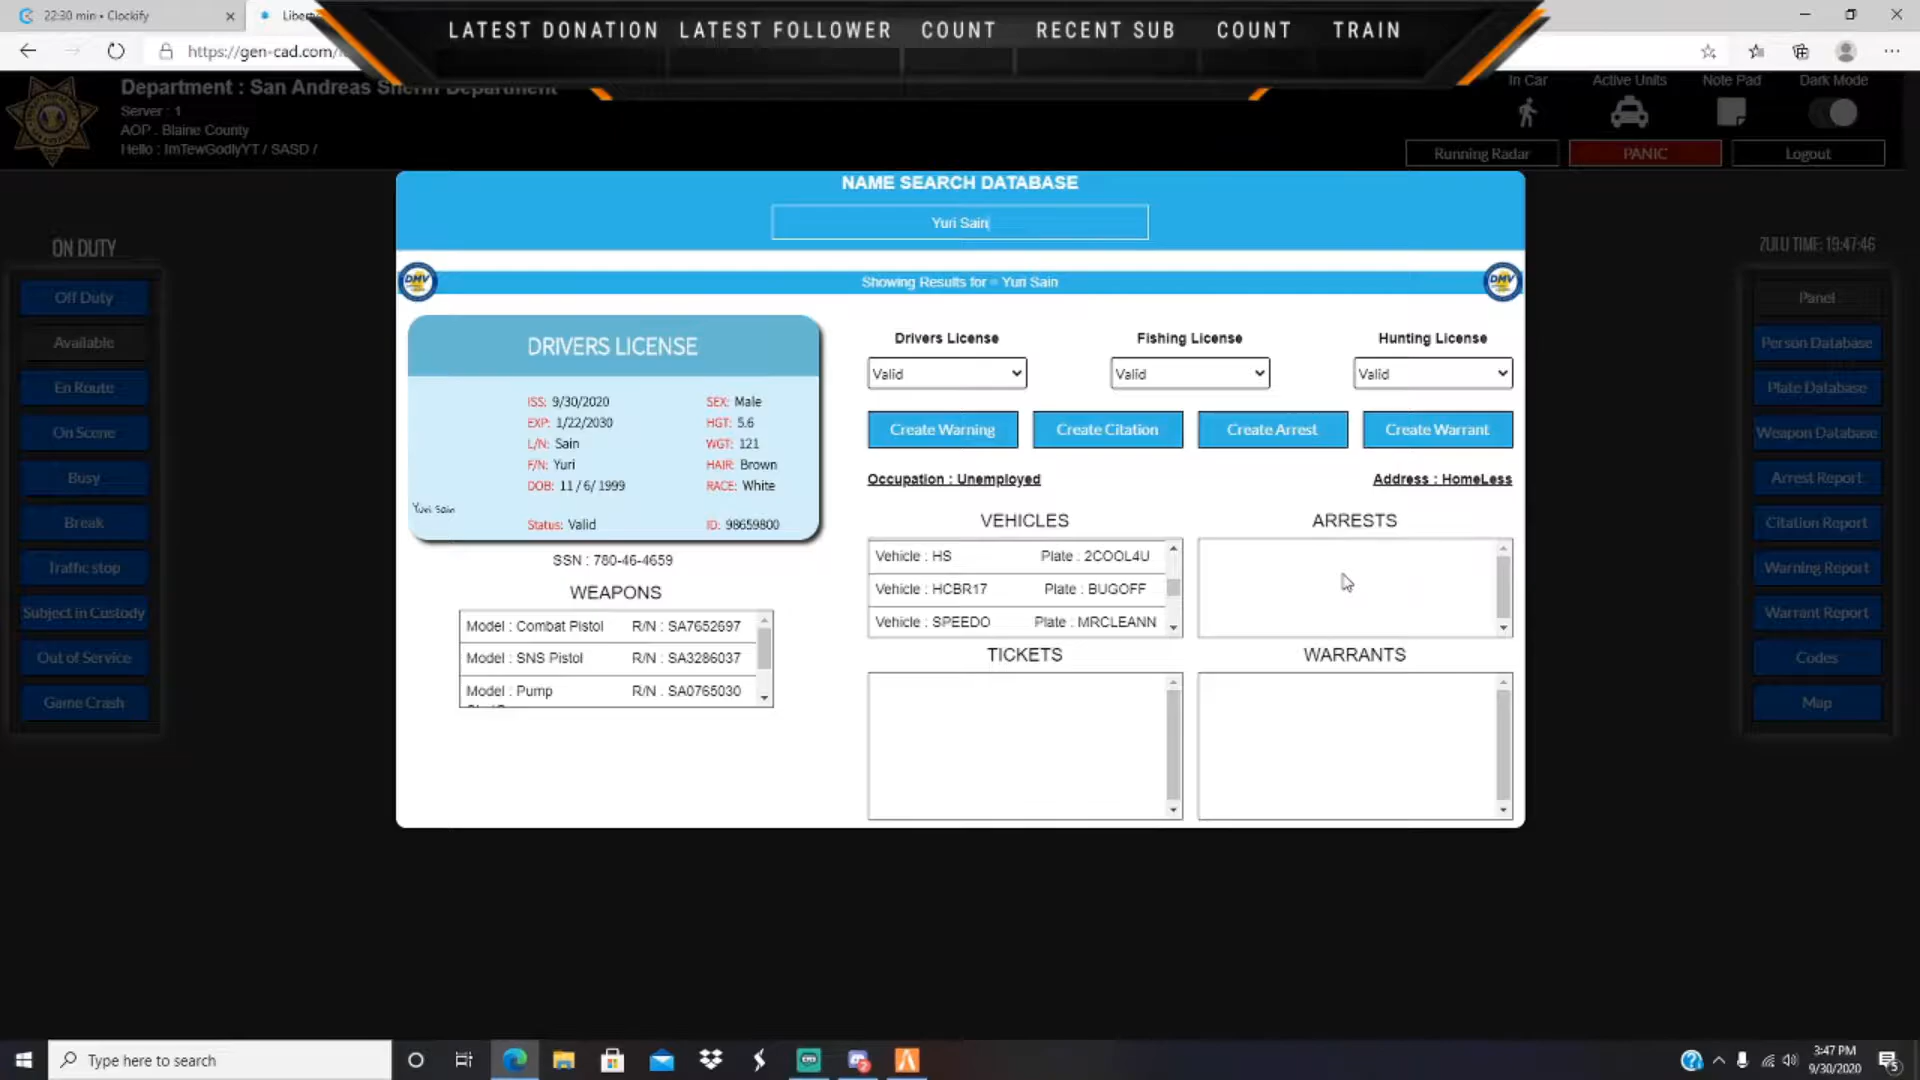 22:30 min • Clockify
LATEST DONATION LATEST FOLLOWER COUNT RECENT SUB COUNT TRAIN
https://gen-cad.com/
Department : San Andreas Sheriff Department
Server : 1
AOP : Blaine County
Hello : ImTewGodlyYT / SASD /
In Car
Active Units
Note Pad
Dark Mode
Running Radar
PANIC
Logout
NAME SEARCH DATABASE
Yuri Sain
ON DUTY
Off Duty
Available
En Route
On Scene
Busy
Break
Traffic stop
Subject in Custody
Out of Service
Game Crash
DMV
Showing Results for = Yuri Sain
DMV
DRIVERS LICENSE
ISS: 9/30/2020
SEX: Male
EXP: 1/22/2030
HGT: 5.6
L/N: Sain
WGT: 121
F/N: Yuri
HAIR: Brown
DOB: 11 / 6 / 1999
RACE: White
Yuri Sain
Status: Valid
ID: 98659800
SSN : 780-46-4659
WEAPONS
Model : Combat Pistol R/N : SA7652697
Model : SNS Pistol R/N : SA3286037
Model : Pump R/N : SA0765030
Drivers License
Fishing License
Hunting License
Valid
Valid
Valid
Create Warning
Create Citation
Create Arrest
Create Warrant
Occupation : Unemployed
Address : HomeLess
VEHICLES
Vehicle : HS Plate : 2COOL4U
Vehicle : HCBR17 Plate : BUGOFF
Vehicle : SPEEDO Plate : MRCLEANN
ARRESTS
TICKETS
WARRANTS
ZULU TIME: 19:47:46
Panel
Person Database
Plate Database
Weapon Database
Arrest Report
Citation Report
Warning Report
Warrant Report
Codes
Map
Type here to search
3:47 PM
9/30/2020
5